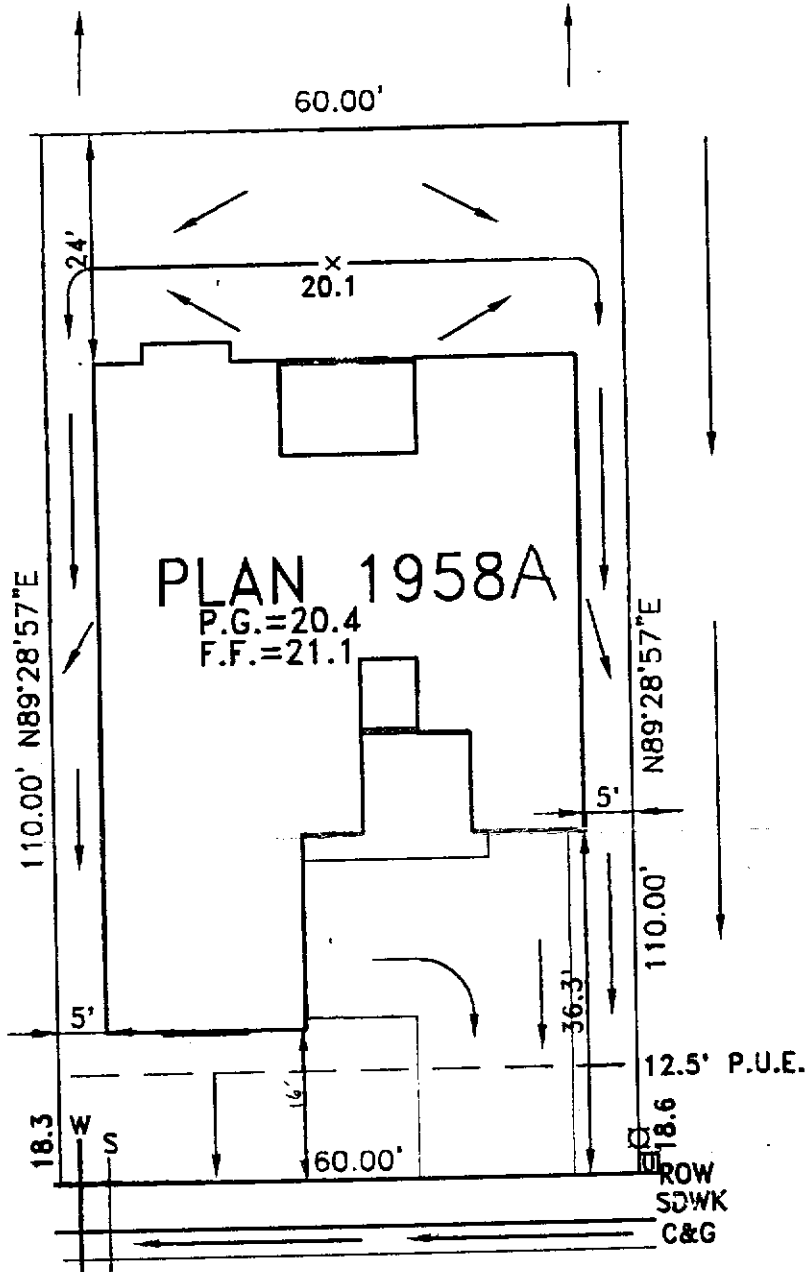 60.00'
24'
x
20.1
PLAN 1958A
P.G.=20.4
F.F.=21.1
110.00' N89°28'57"E
N89°28'57"E
110.00'
5'
5'
36.3'
16'
12.5' P.U.E.
18.3
W
S
60.00'
18.6
ROW
SDWK
C&G